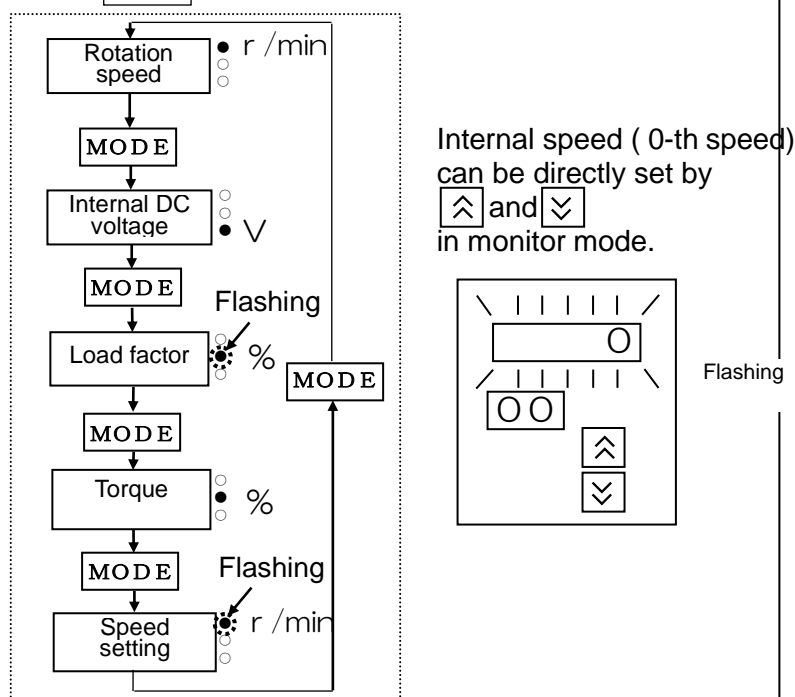 Rotation
speed
r /min
MODE
Internal DC
voltage
V
MODE
Flashing
Load factor
%
MODE
MODE
Torque
%
MODE
Flashing
Speed
setting
r /min
Internal speed ( 0-th speed)
can be directly set by
and
in monitor mode.
0
00
Flashing